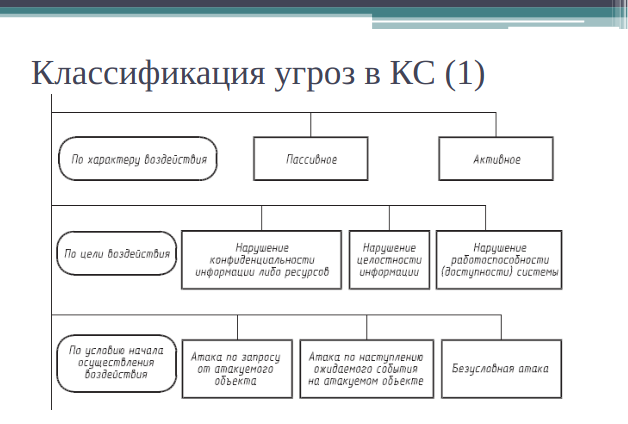 Классификация угроз в КС (1)
По характеру воздействия
Пассивное
Активное
По цели воздействия
Нарушение
конфиденциальности
информации либо ресурсов
Нарушение
целостности
информации
Нарушение
работоспособности
(доступности) системы
По условию начала
осуществления
воздействия
Атака по запросу
от атакуемого
объекта
Атака по наступлению
ожидаемого события
на атакуемом объекте
Безусловная атака